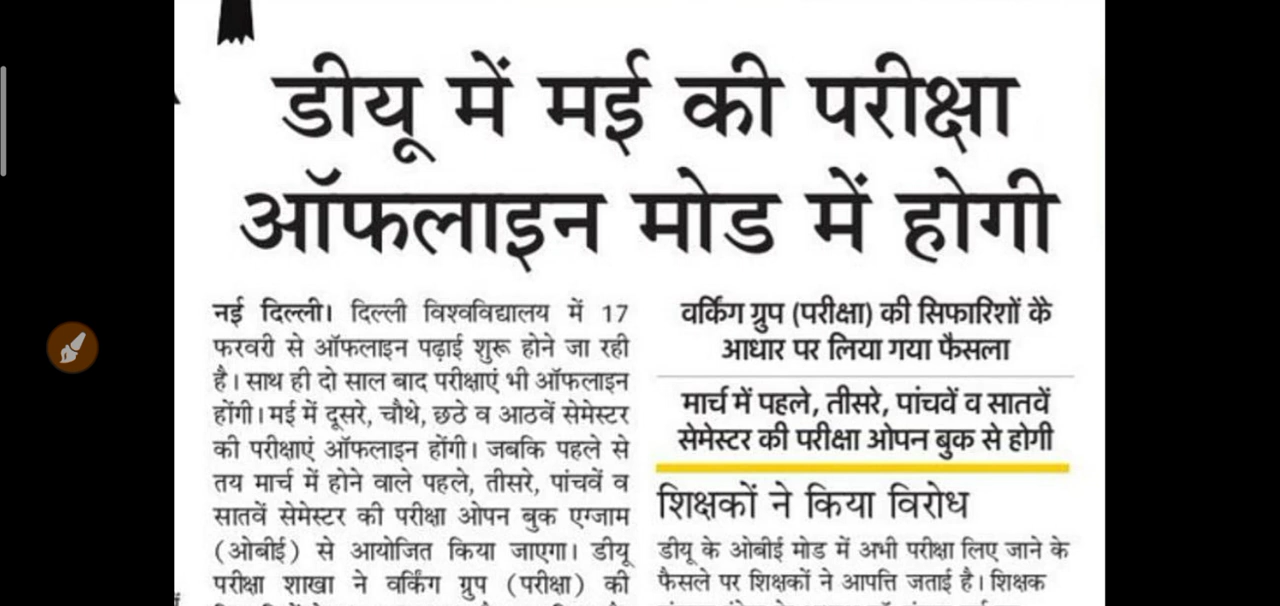 डीयू में मई की परीक्षा
ऑफलाइन मोड में होगी
नई दिल्ली। दिल्ली विश्वविद्यालय में 17
फरवरी से ऑफलाइन पढ़ाई शुरू होने जा रही
है। साथ ही दो साल बाद परीक्षाएं भी ऑफलाइन
होंगी। मई में दूसरे, चौथे, छठे व आठवें सेमेस्टर
की परीक्षाएं ऑफलाइन होंगी। जबकि पहले से
तय मार्च में होने वाले पहले, तीसरे, पांचवें व
सातवें सेमेस्टर की परीक्षा ओपन बुक एग्जाम
(ओबीई) से आयोजित किया जाएगा। डीयू
परीक्षा शाखा ने वर्किंग ग्रुप (परीक्षा) की
वर्किंग ग्रुप (परीक्षा) की सिफारिशों के
आधार पर लिया गया फैसला
मार्च में पहले, तीसरे, पांचवें व सातवें
सेमेस्टर की परीक्षा ओपन बुक से होगी
शिक्षकों ने किया विरोध
डीयू के ओबीई मोड में अभी परीक्षा लिए जाने के
फैसले पर शिक्षकों ने आपत्ति जताई है। शिक्षक